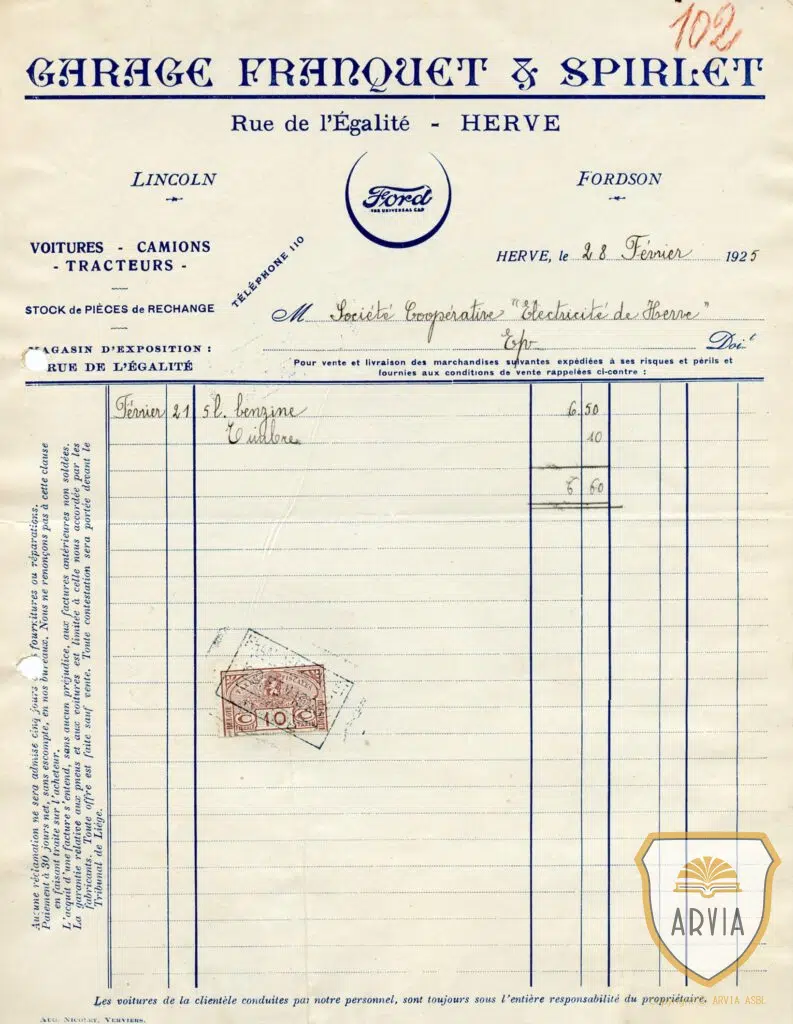 102
GARAGE FRANQUET & SPIRLET
Rue de l'Égalité - HERVE
LINCOLN
Ford
THE UNIVERSAL CAR
FORDSON
VOITURES - CAMIONS
- TRACTEURS -
STOCK de PIÈCES de RECHANGE
MAGASIN D'EXPOSITION :
RUE DE L'ÉGALITÉ
TÉLÉPHONE 110
HERVE, le 28 Février 1925
M Société Coopérative "Electricité de Herve"
E/v Doit
Pour vente et livraison des marchandises suivantes expédiées à ses risques et périls et
fournies aux conditions de vente rappelées ci-contre :
Février 21 5 l. benzine 6.50
Timbre 10
6 60
Aucune réclamation ne sera admise cinq jours fournitures ou réparations.
Paiement à 30 jours net, sans escompte, en nos bureaux. Nous ne renonçons pas à cette clause
en faisant traite sur l'acheteur.
L'acquit d'une facture s'entend, sans aucun préjudice, aux factures antérieures non soldées.
La garantie relative aux pneus et aux voitures est limitée à celle nous accordée par les
fabricants. Toute offre est faite sauf vente. Toute contestation sera portée devant le
Tribunal de Liège.
10
Les voitures de la clientèle conduites par notre personnel, sont toujours sous l'entière responsabilité du propriétaire.
AUG. NICOLET, VERVIERS.
ARVIA
ARVIA ASBL